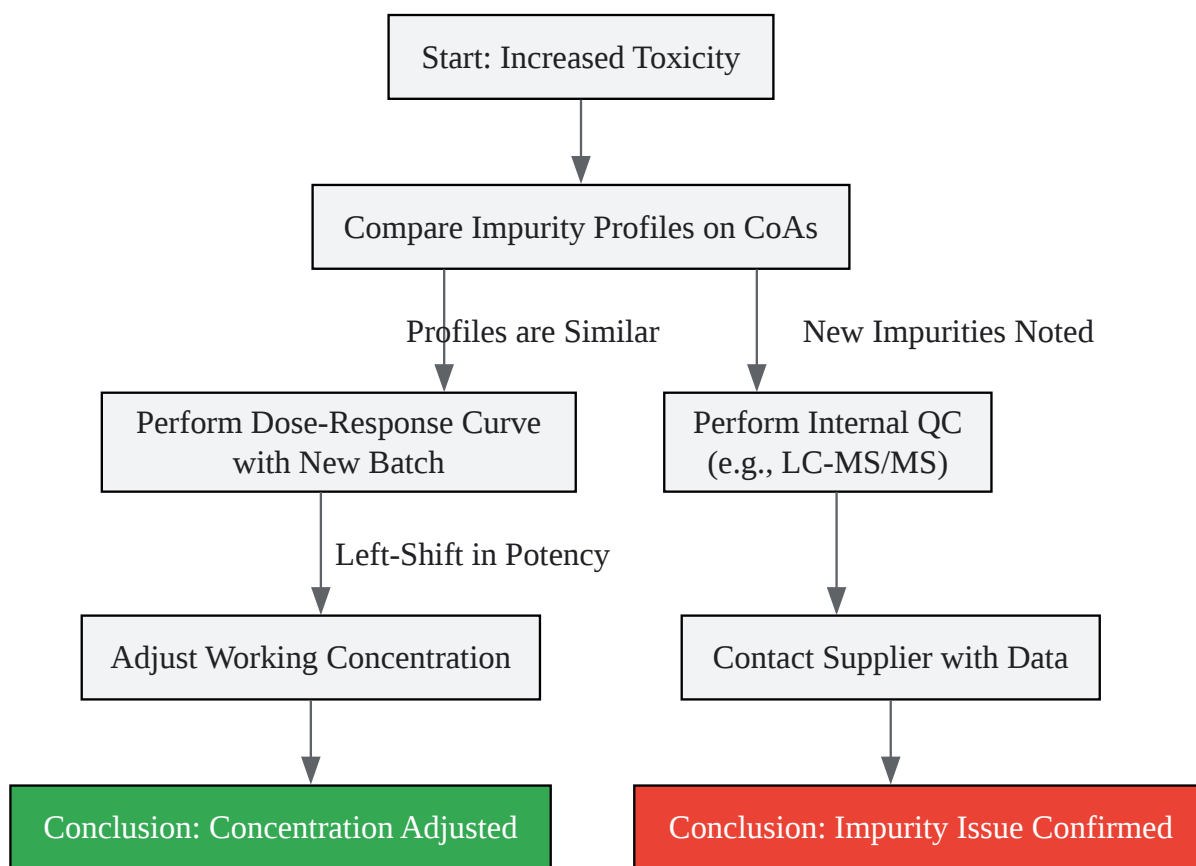 Start: Increased Toxicity
Compare Impurity Profiles on CoAs
Profiles are Similar
New Impurities Noted
Perform Dose-Response Curve
with New Batch
Perform Internal QC
(e.g., LC-MS/MS)
Left-Shift in Potency
Adjust Working Concentration
Contact Supplier with Data
Conclusion: Concentration Adjusted
Conclusion: Impurity Issue Confirmed